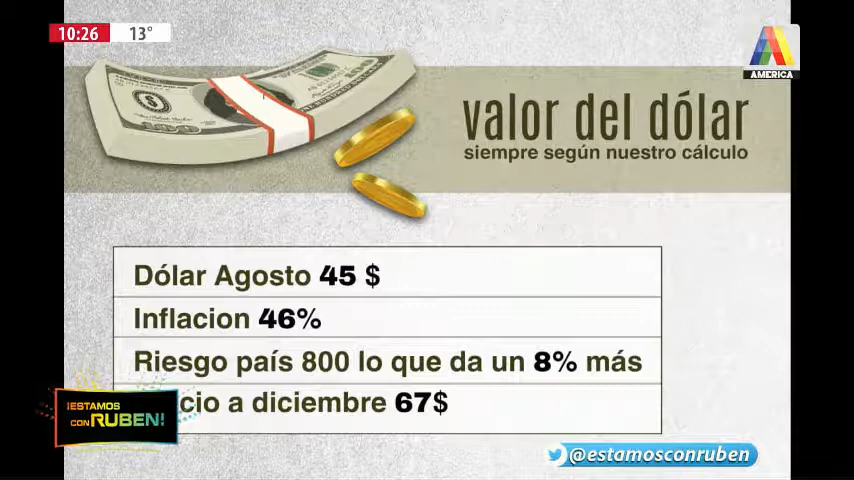 10:26 13°
AMERICA
valor del dólar
siempre según nuestro cálculo
Dólar Agosto 45 $
Inflacion 46%
Riesgo país 800 lo que da un 8% más
a diciembre 67$
¡ESTAMOS
CON RUBEN!
@estamosconruben